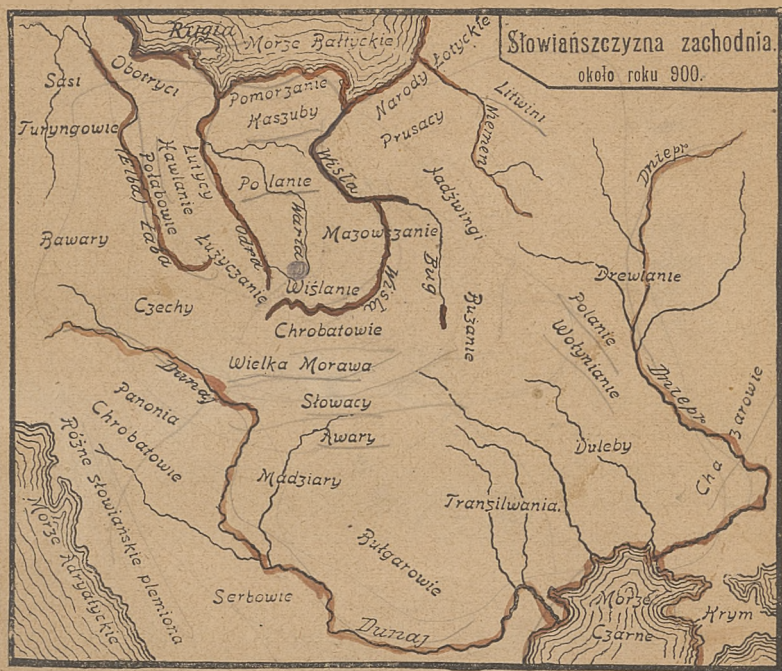 Słowiańszczyzna zachodnia.
około roku 900.
Rugia
Morze Bałtyckie
Narody Łotyckie
Sasi
Obotryci
Pomorzanie
Kaszuby
Litwini
Niemen
Prusacy
Turyngowie
(Elba) Łaba
Połabowie
Hawlanie
Lutycy
Łużyczanie
Odra
Polanie
Warta
Wisła
Jadźwingi
Dniepr
Bawary
Mazowszanie
Wisła
Bug
Bużanie
Drewlanie
Polanie
Wołynianie
Wiślanie
Czechy
Chrobatowie
Wielka Morawa
Dunaj
Słowacy
Awary
Panonia
Chrobatowie
Różne słowiańskie plemiona
Morze Adryatyckie
Madziary
Transilwania.
Duleby
Dniepr
Chazarowie
Bułgarowie
Serbowie
Dunaj
Morze
Czarne
Krym